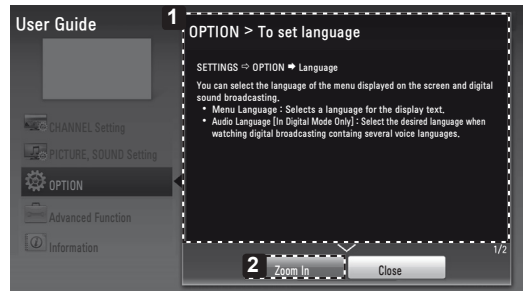 User Guide
1
OPTION > To set language
SETTINGS ⇨ OPTION ➡ Language
You can select the language of the menu displayed on the screen and digital
sound broadcasting.
• Menu Language : Selects a language for the display text.
• Audio Language [In Digital Mode Only] : Select the desired language when
watching digital broadcasting containg several voice languages.
CHANNEL Setting
PICTURE, SOUND Setting
OPTION
Advanced Function
Information
1/2
2
Zoom In
Close